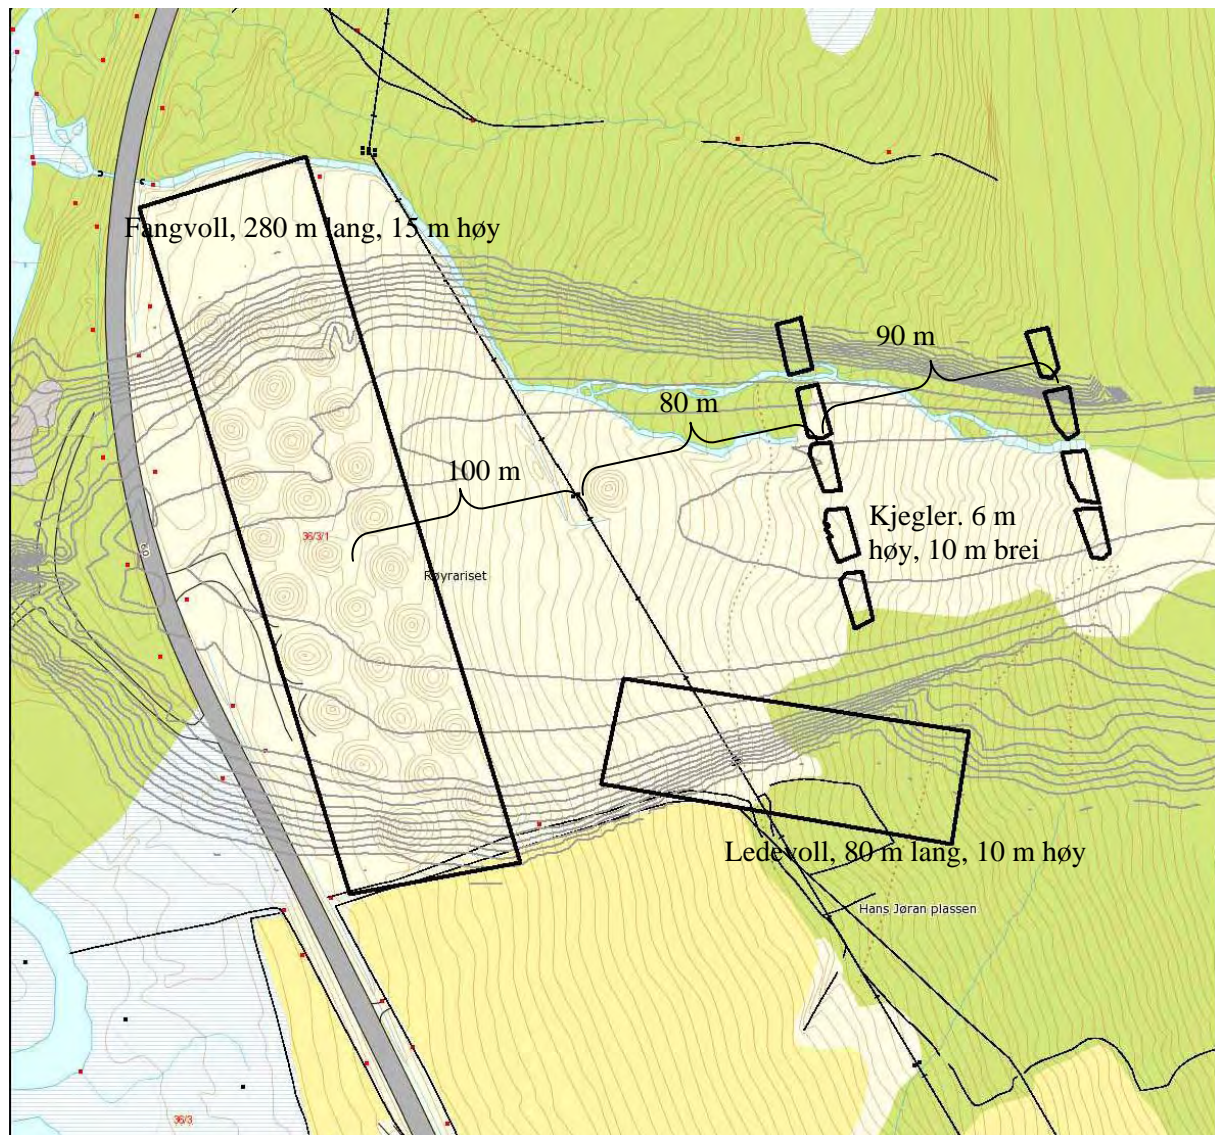 Fangvoll, 280 m lang, 15 m høy
90 m
80 m
100 m
Kjegler. 6 m
høy, 10 m brei
36/3/1
Røyrariset
Ledevoll, 80 m lang, 10 m høy
Hans Jøran plassen
36/3